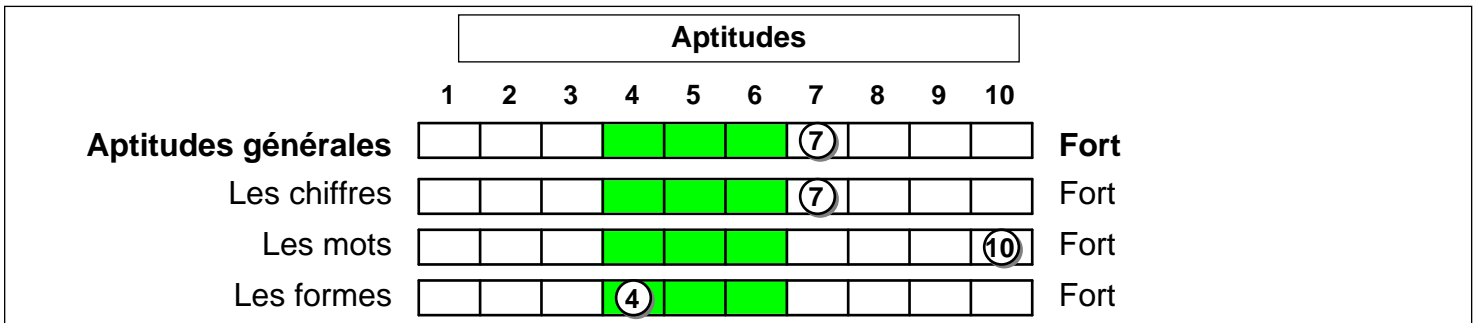 Aptitudes
1 2 3 4 5 6 7 8 9 10
Aptitudes générales 7 Fort
Les chiffres 7 Fort
Les mots 10 Fort
Les formes 4 Fort